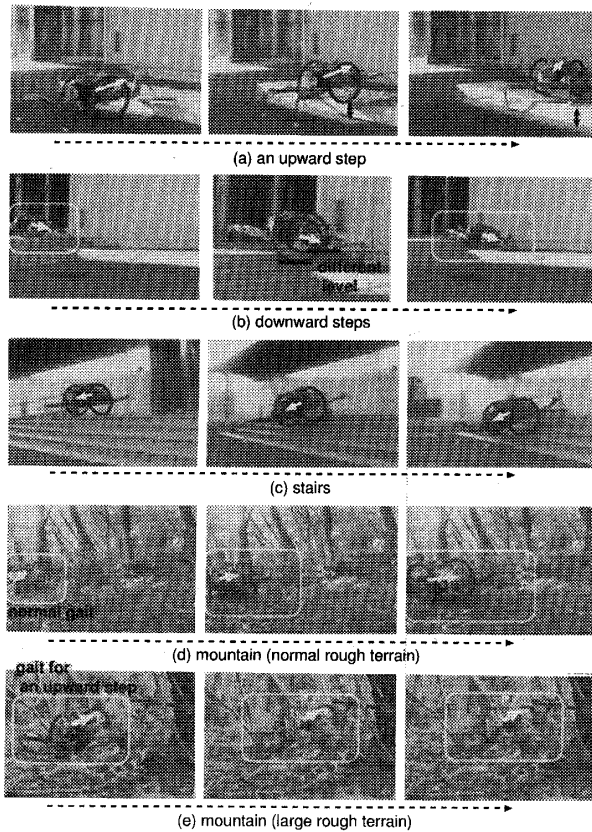 (a) an upward step
different
level
(b) downward steps
(c) stairs
normal gait
(d) mountain (normal rough terrain)
gait for
an upward step
(e) mountain (large rough terrain)